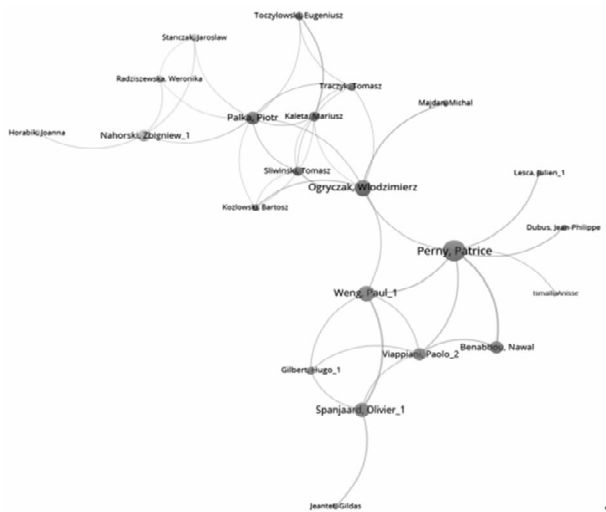 Toczylowski, Eugeniusz
Stanczak, Jaroslaw
Radziszewska, Weronika
Traczyk, Tomasz
Majdan, Michal
Palka, Piotr
Kaleta, Mariusz
Horabik, Joanna
Nahorski, Zbigniew_1
Sliwinski, Tomasz
Lesca, Julien_1
Ogryczak, Wlodzimierz
Kozlowski, Bartosz
Dubus, Jean-Philippe
Perny, Patrice
Weng, Paul_1
Ismaili, Anisse
Benabbou, Nawal
Viappiani, Paolo_2
Gilbert, Hugo_1
Spanjaard, Olivier_1
Jeantet, Gildas